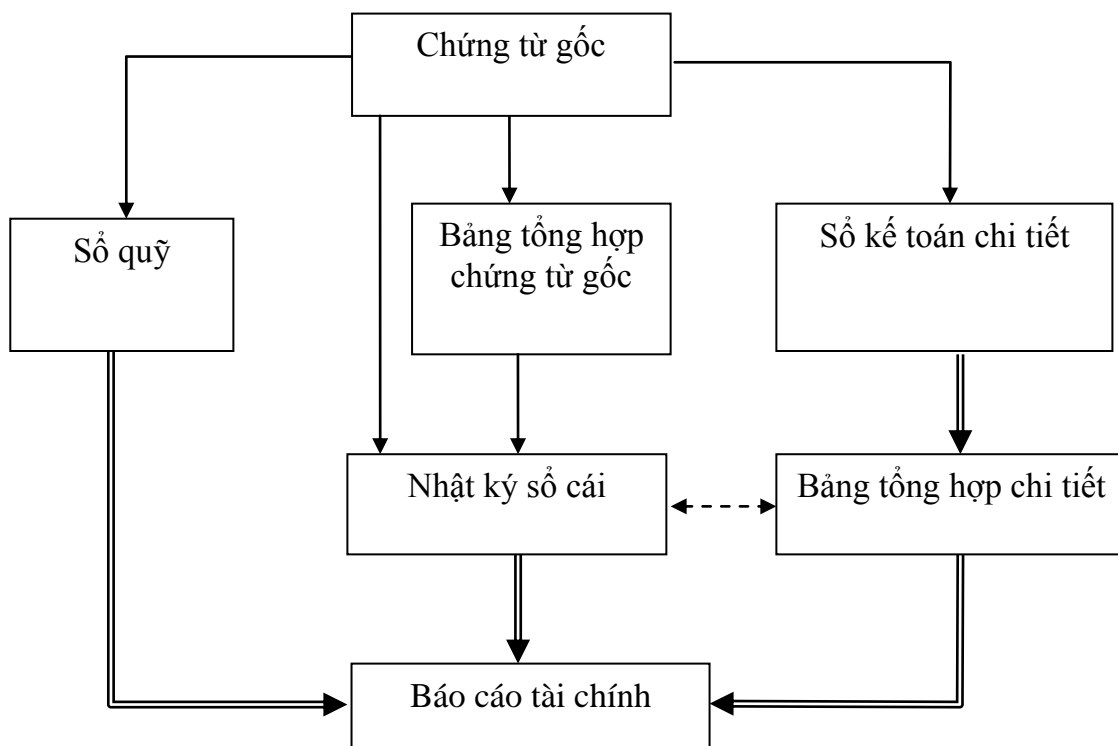 Chứng từ gốc
Sổ quỹ
Bảng tổng hợp
chứng từ gốc
Sổ kế toán chi tiết
Nhật ký sổ cái
Bảng tổng hợp chi tiết
Báo cáo tài chính